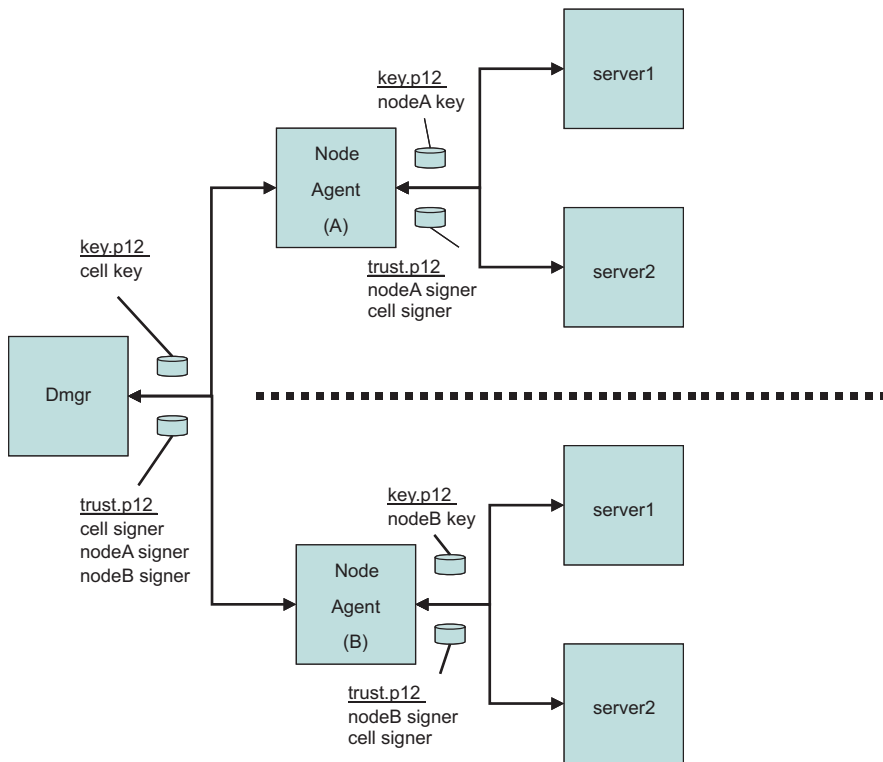 key.p12
nodeA key
server1
Node
Agent
(A)
trust.p12
nodeA signer
cell signer
server2
key.p12
cell key
Dmgr
trust.p12
cell signer
nodeA signer
nodeB signer
key.p12
nodeB key
server1
Node
Agent
(B)
trust.p12
nodeB signer
cell signer
server2